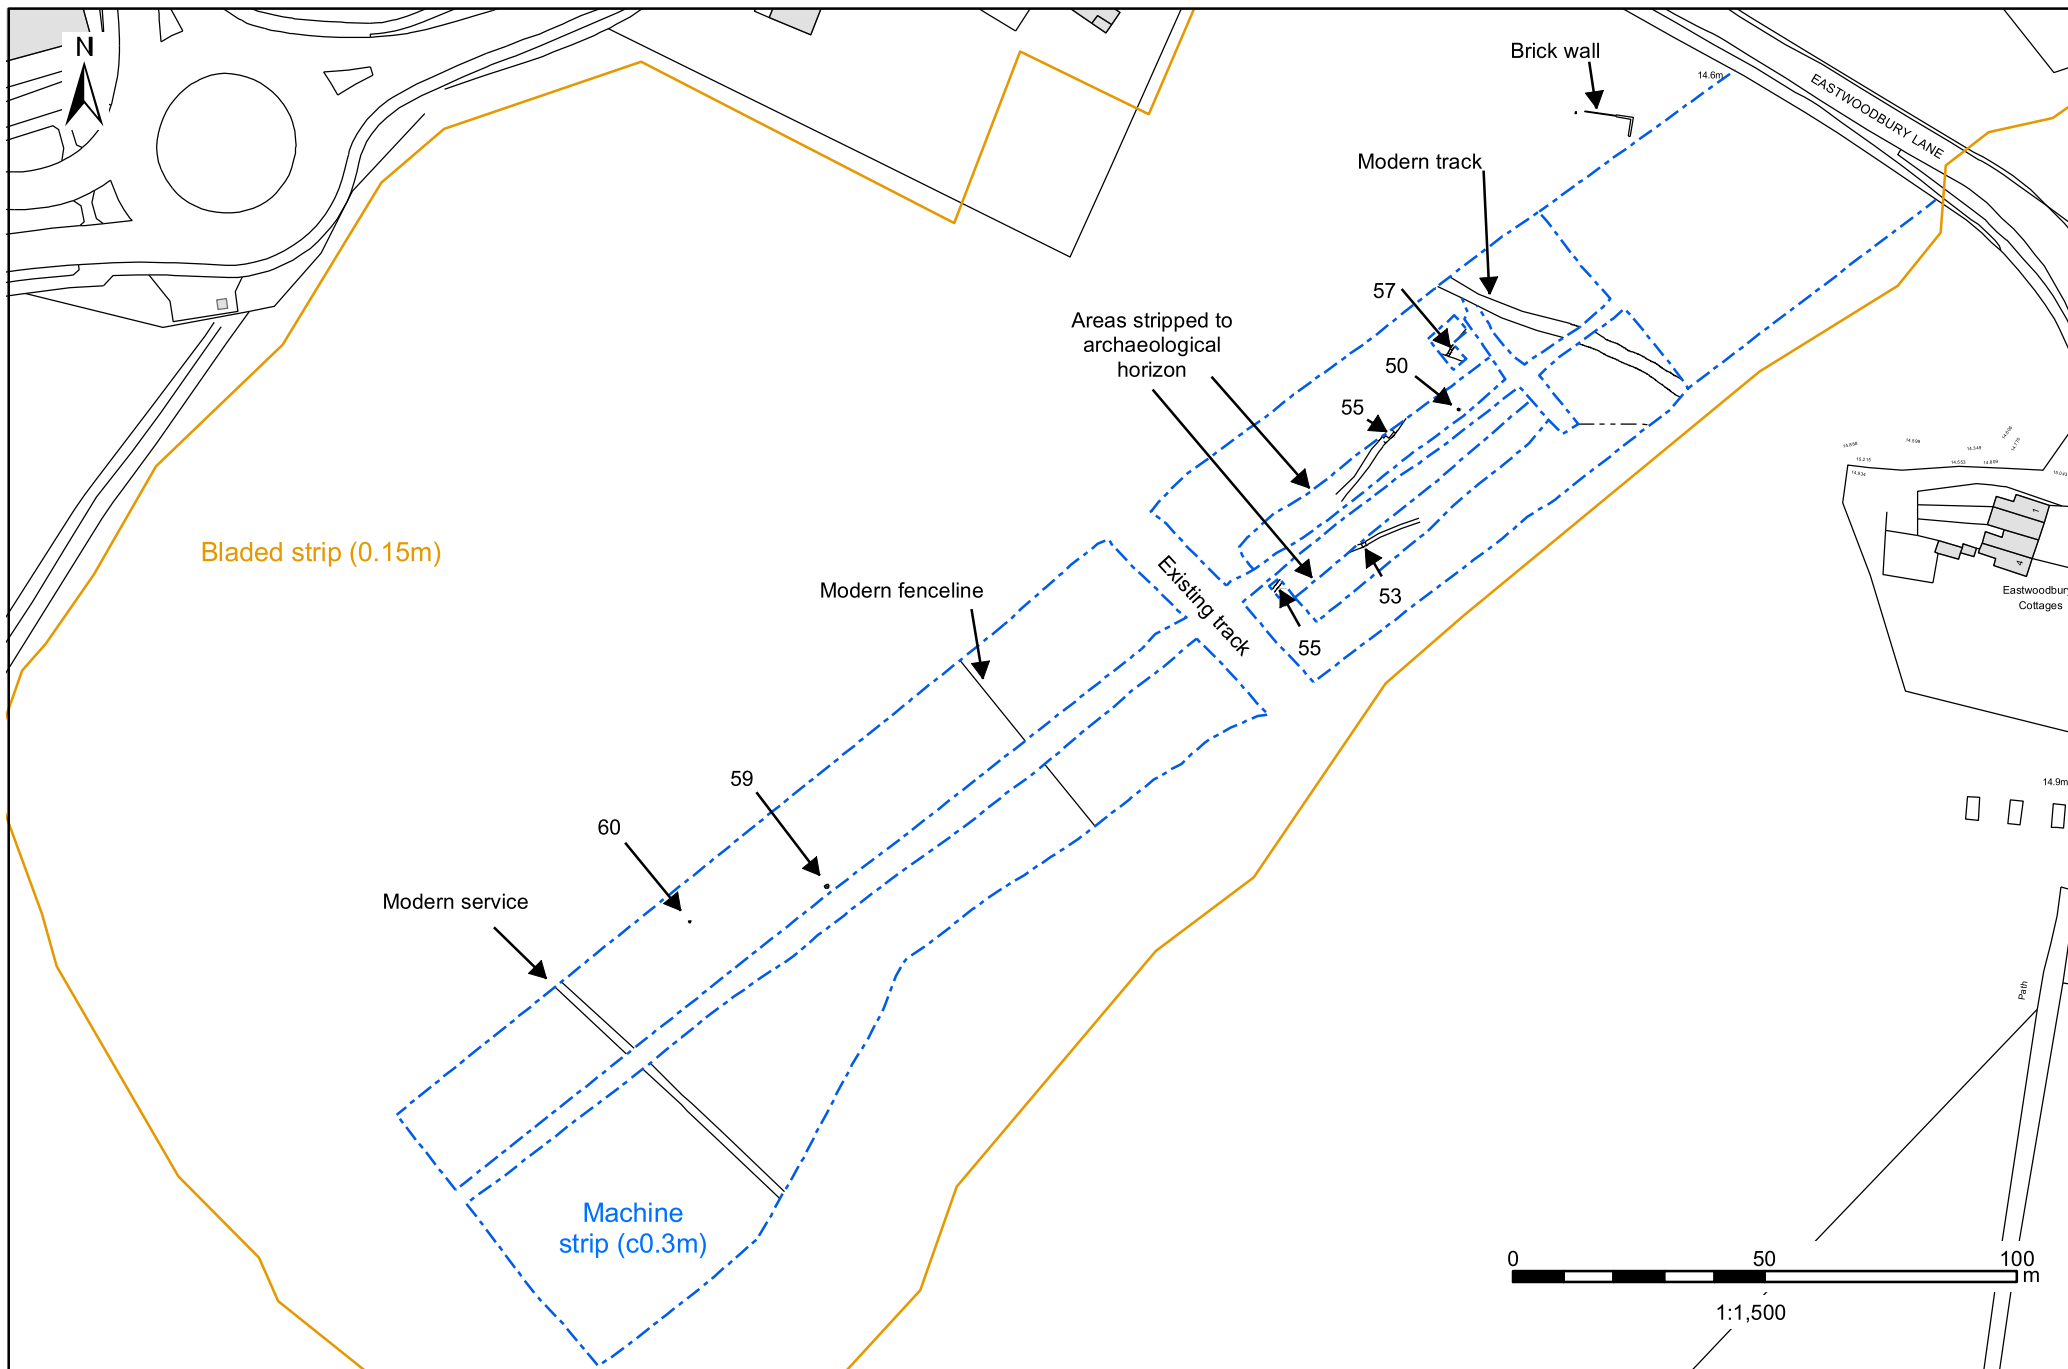 N
Brick wall
14.6m
EASTWOODBURY LANE
Modern track
57
Areas stripped to
archaeological
horizon
50
55
Bladed strip (0.15m)
Existing track
53
55
Modern fenceline
1
4
Eastwoodbury
Cottages
59
60
14.9m
Modern service
Path
Machine
strip (c0.3m)
0
50
100
m
1:1,500